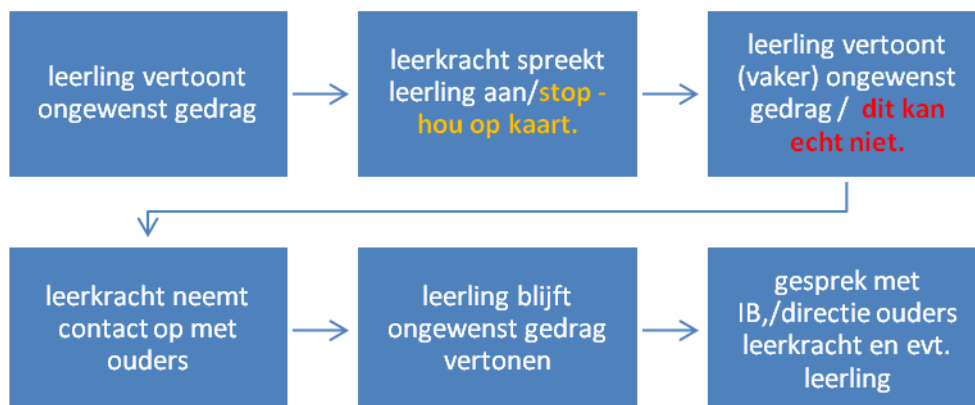 leerling vertoont
ongewenst gedrag
leerkracht spreekt
leerling aan/stop -
hou op kaart.
leerling vertoont
(vaker) ongewenst
gedrag / dit kan
echt niet.
leerkracht neemt
contact op met
ouders
leerling blijft
ongewenst gedrag
vertonen
gesprek met
IB,/directie ouders
leerkracht en evt.
leerling